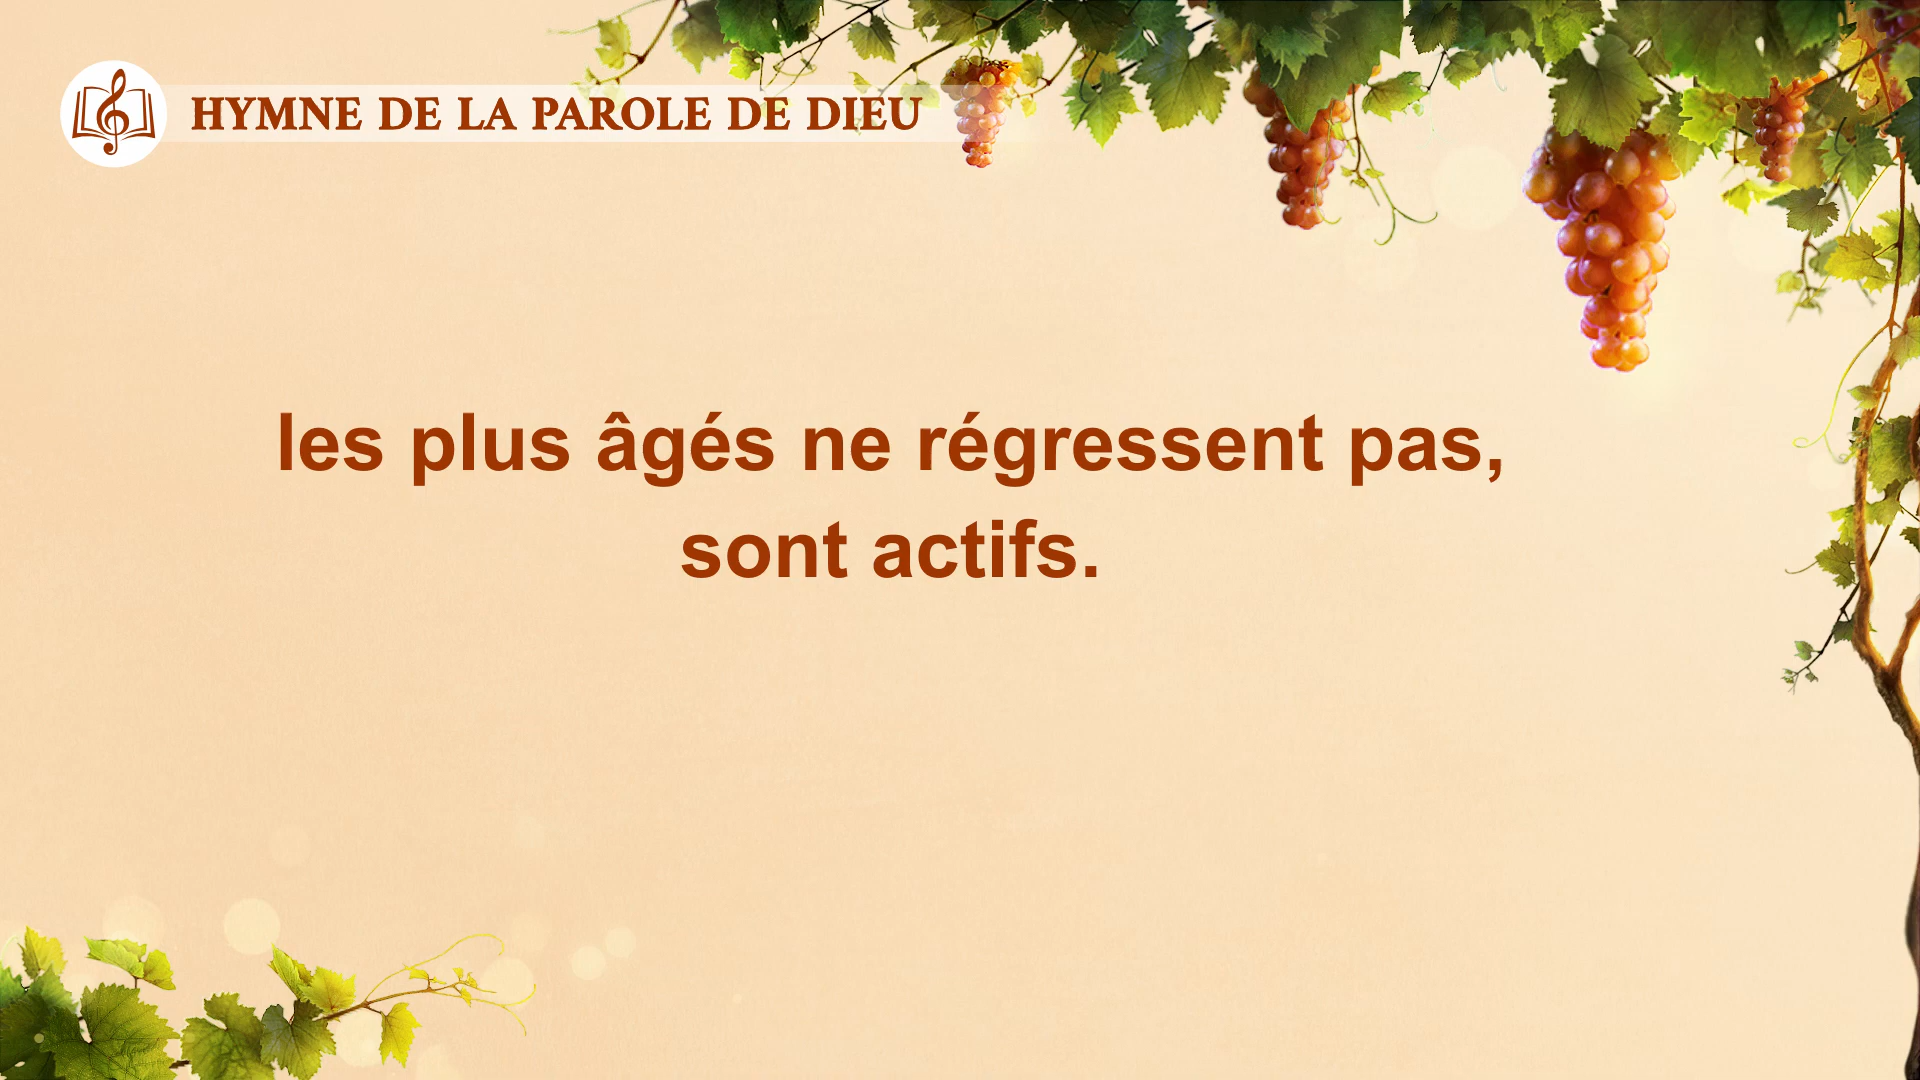 HYMNE DE LA PAROLE DE DIEU
les plus âgés ne régressent pas,
sont actifs.